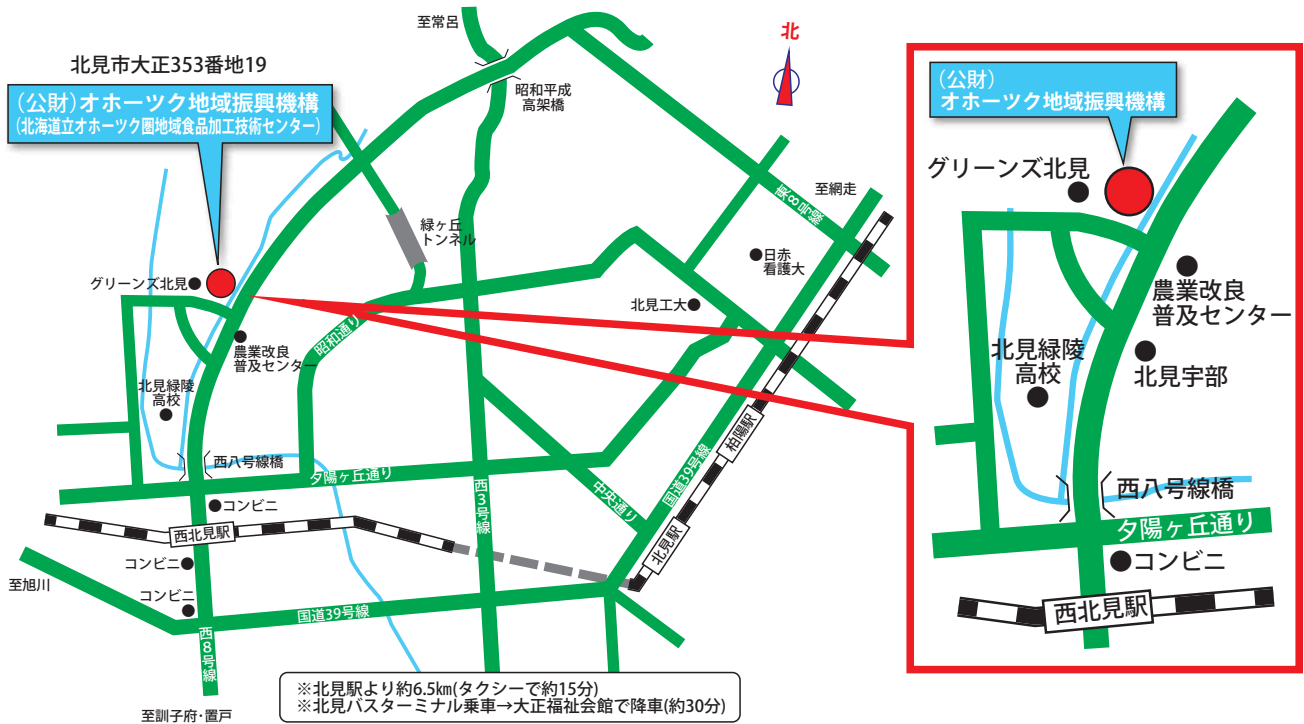 北見市大正353番地19
(公財)オホーツク地域振興機構
(北海道立オホーツク圏地域食品加工技術センター)
至常呂
昭和平成
高架橋
北
緑ヶ丘
トンネル
東8号線
至網走
日赤
看護大
グリーンズ北見
北見工大
昭和通り
農業改良
普及センター
北見緑陵
高校
西八号線橋
夕陽ヶ丘通り
西3号線
中央通り
国道39号線
柏陽駅
コンビニ
西北見駅
北見駅
コンビニ
至旭川
コンビニ
国道39号線
西8号線
至訓子府・置戸
※北見駅より約6.5km(タクシーで約15分)
※北見バスターミナル乗車→大正福祉会館で降車(約30分)
(公財)
オホーツク地域振興機構
グリーンズ北見
農業改良
普及センター
北見緑陵
高校
北見宇部
西八号線橋
夕陽ヶ丘通り
コンビニ
西北見駅